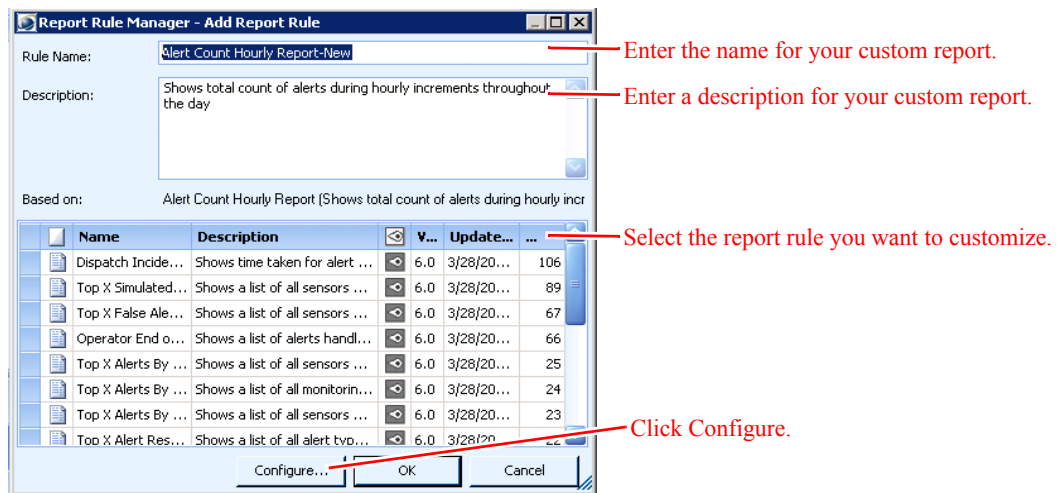 Report Rule Manager - Add Report Rule
Rule Name:
Alert Count Hourly Report-New
Enter the name for your custom report.
Description:
Shows total count of alerts during hourly increments throughout
the day
Enter a description for your custom report.
Based on:
Alert Count Hourly Report (Shows total count of alerts during hourly incr
Name Description V... Update... ...
Select the report rule you want to customize.
Dispatch Incide... Shows time taken for alert ... 6.0 3/28/20... 106
Top X Simulated... Shows a list of all sensors ... 6.0 3/28/20... 89
Top X False Ale... Shows a list of all sensors ... 6.0 3/28/20... 67
Operator End o... Shows a list of alerts handl... 6.0 3/28/20... 66
Top X Alerts By ... Shows a list of all sensors ... 6.0 3/28/20... 25
Top X Alerts By ... Shows a list of all monitorin... 6.0 3/28/20... 24
Top X Alerts By ... Shows a list of all sensors ... 6.0 3/28/20... 23
Top X Alert Res... Shows a list of all alert typ... 6.0 3/28/20... 22
Click Configure.
Configure... OK Cancel